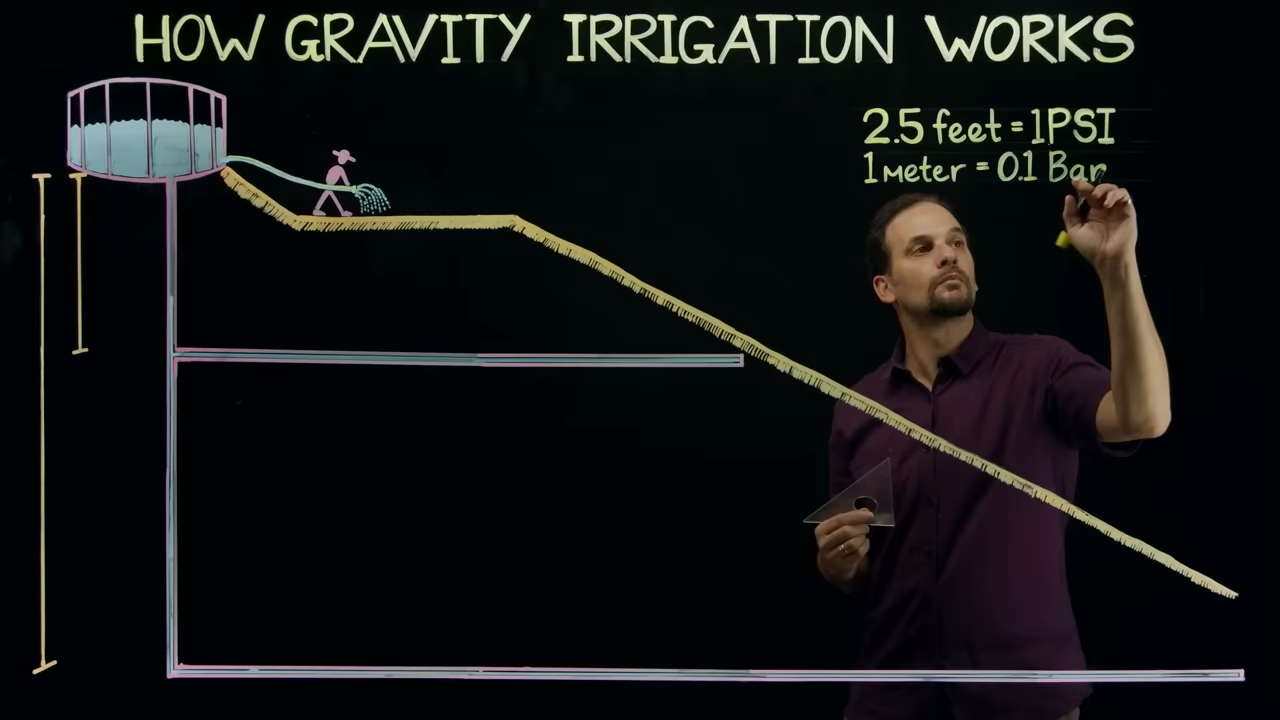 HOW GRAVITY IRRIGATION WORKS
2.5 feet = 1PSI
1 meter = 0.1 Bar